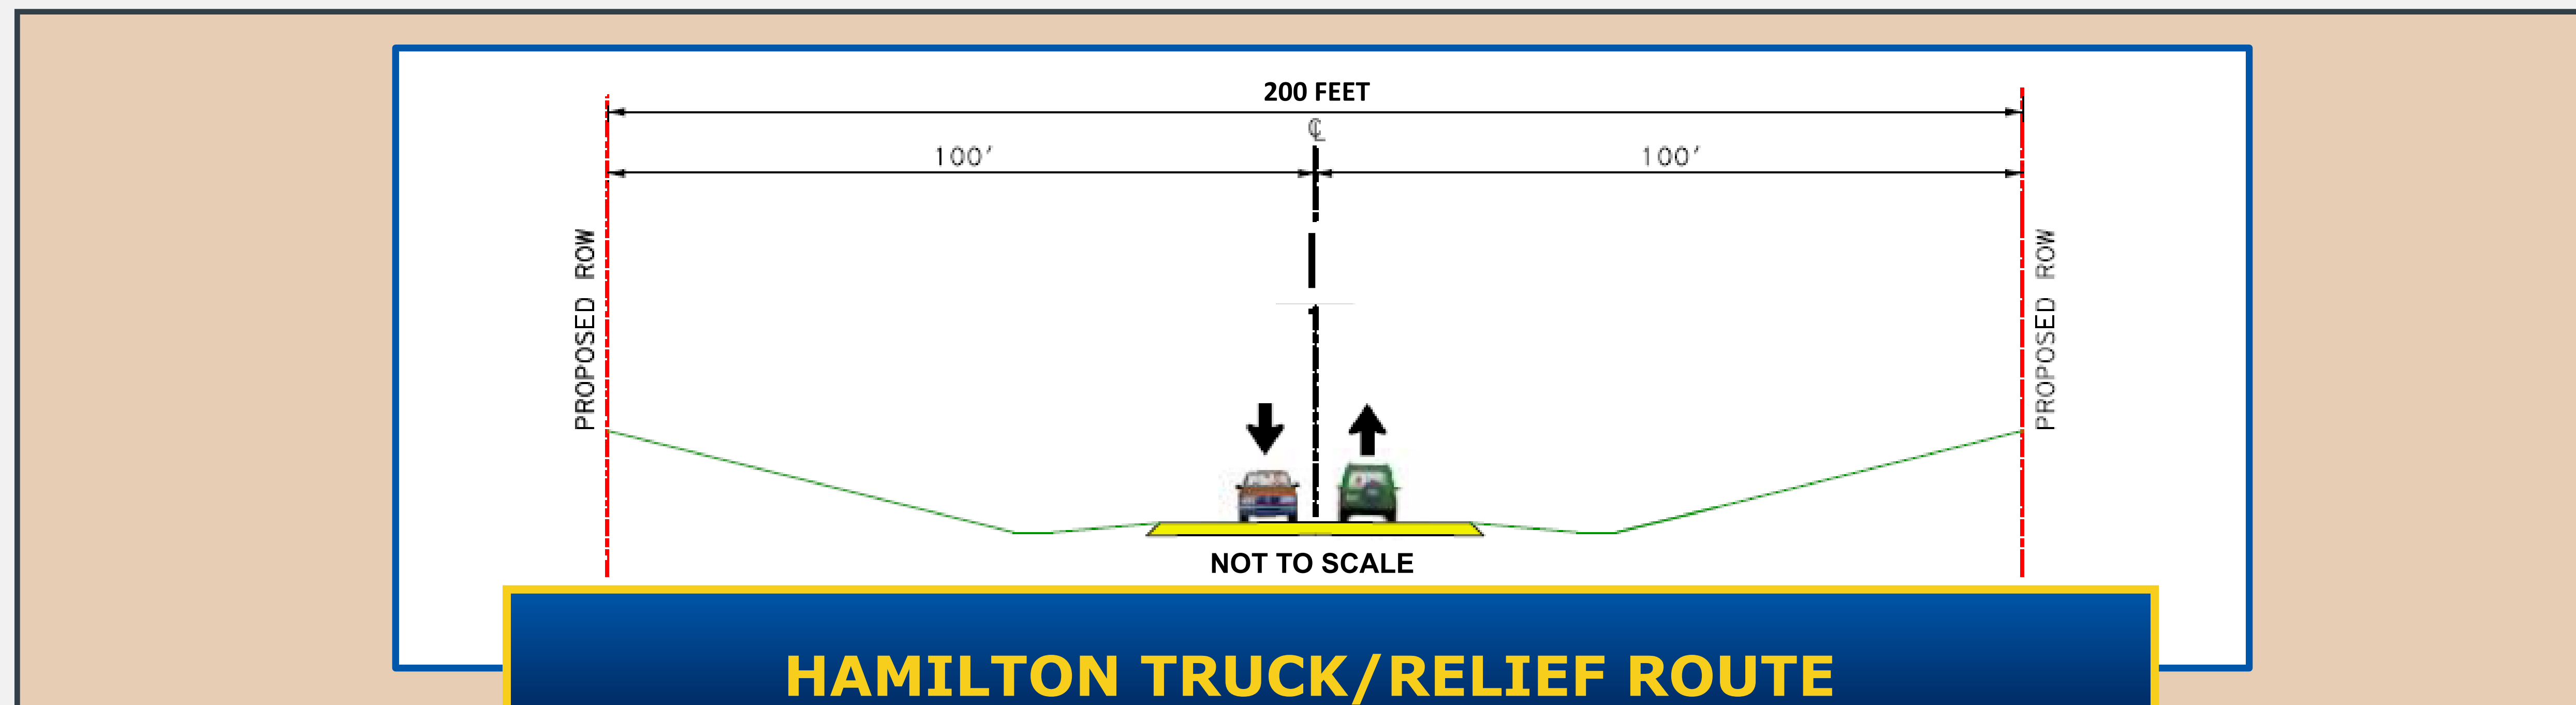 200 FEET
℄
100' 100'
PROPOSED ROW
PROPOSED ROW
NOT TO SCALE
HAMILTON TRUCK/RELIEF ROUTE